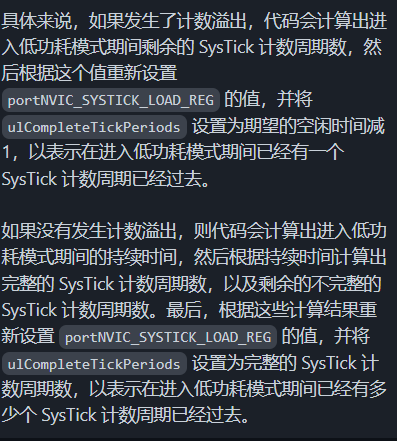 具体来说，如果发生了计数溢出，代码会计算出进
入低功耗模式期间剩余的 SysTick 计数周期数，然
后根据这个值重新设置
portNVIC_SYSTICK_LOAD_REG 的值，并将
ulCompleteTickPeriods 设置为期望的空闲时间减
1，以表示在进入低功耗模式期间已经有一个
SysTick 计数周期已经过去。
如果没有发生计数溢出，则代码会计算出进入低功
耗模式期间的持续时间，然后根据持续时间计算出
完整的 SysTick 计数周期数，以及剩余的不完整的
SysTick 计数周期数。最后，根据这些计算结果重
新设置 portNVIC_SYSTICK_LOAD_REG 的值，并将
ulCompleteTickPeriods 设置为完整的 SysTick 计
数周期数，以表示在进入低功耗模式期间已经有多
少个 SysTick 计数周期已经过去。